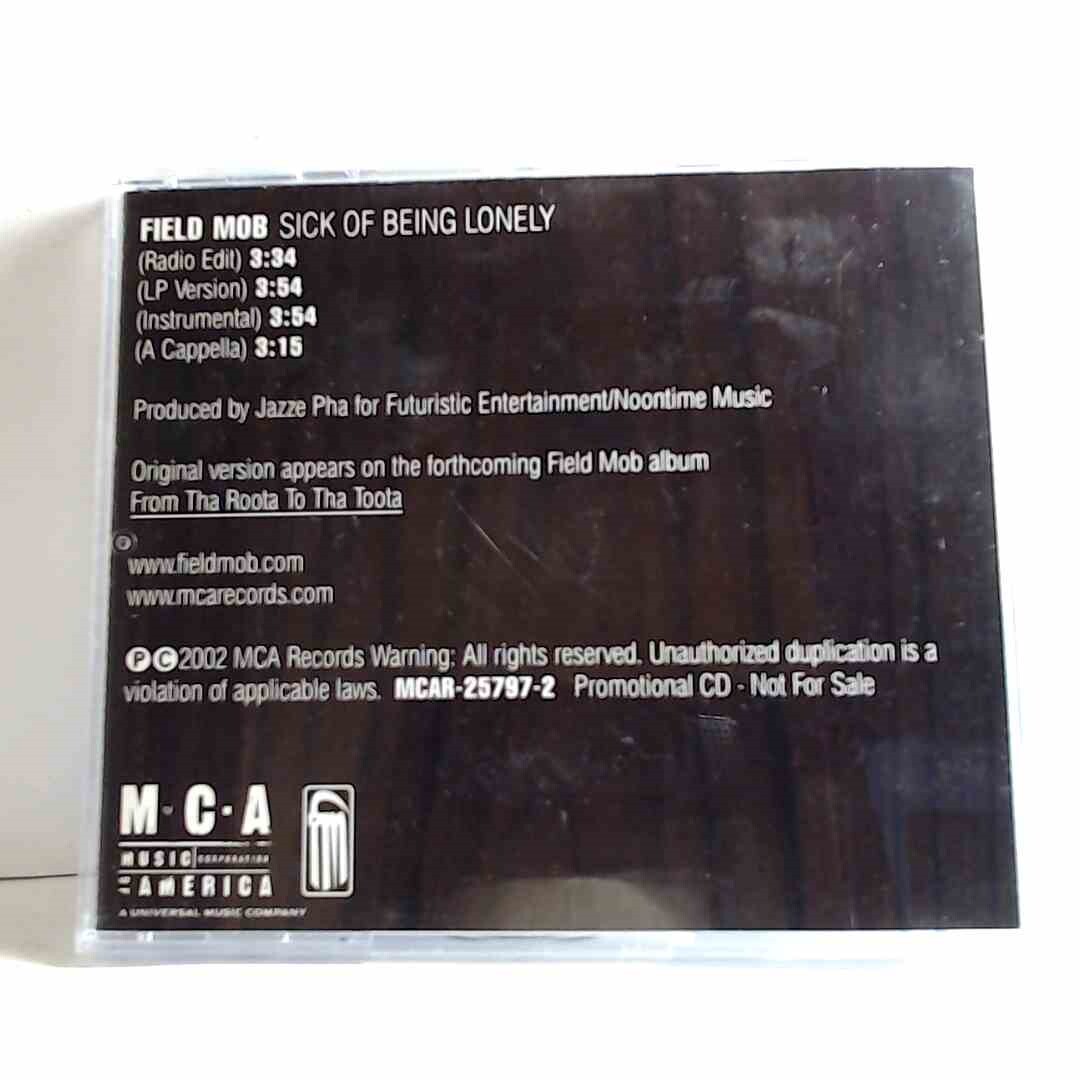 FIELD MOB SICK OF BEING LONELY
(Radio Edit) 3:34
(LP Version) 3:54
(Instrumental) 3:54
(A Cappella) 3:15
Produced by Jazze Pha for Futuristic Entertainment/Noontime Music
Original version appears on the forthcoming Field Mob album
From Tha Roota To Tha Toota
www.fieldmob.com
www.mcarecords.com
℗©2002 MCA Records Warning: All rights reserved. Unauthorized duplication is a
violation of applicable laws. MCAR-25797-2 Promotional CD - Not For Sale
M·C·A
MUSIC CORPORATION
OF AMERICA
A UNIVERSAL MUSIC COMPANY
fm